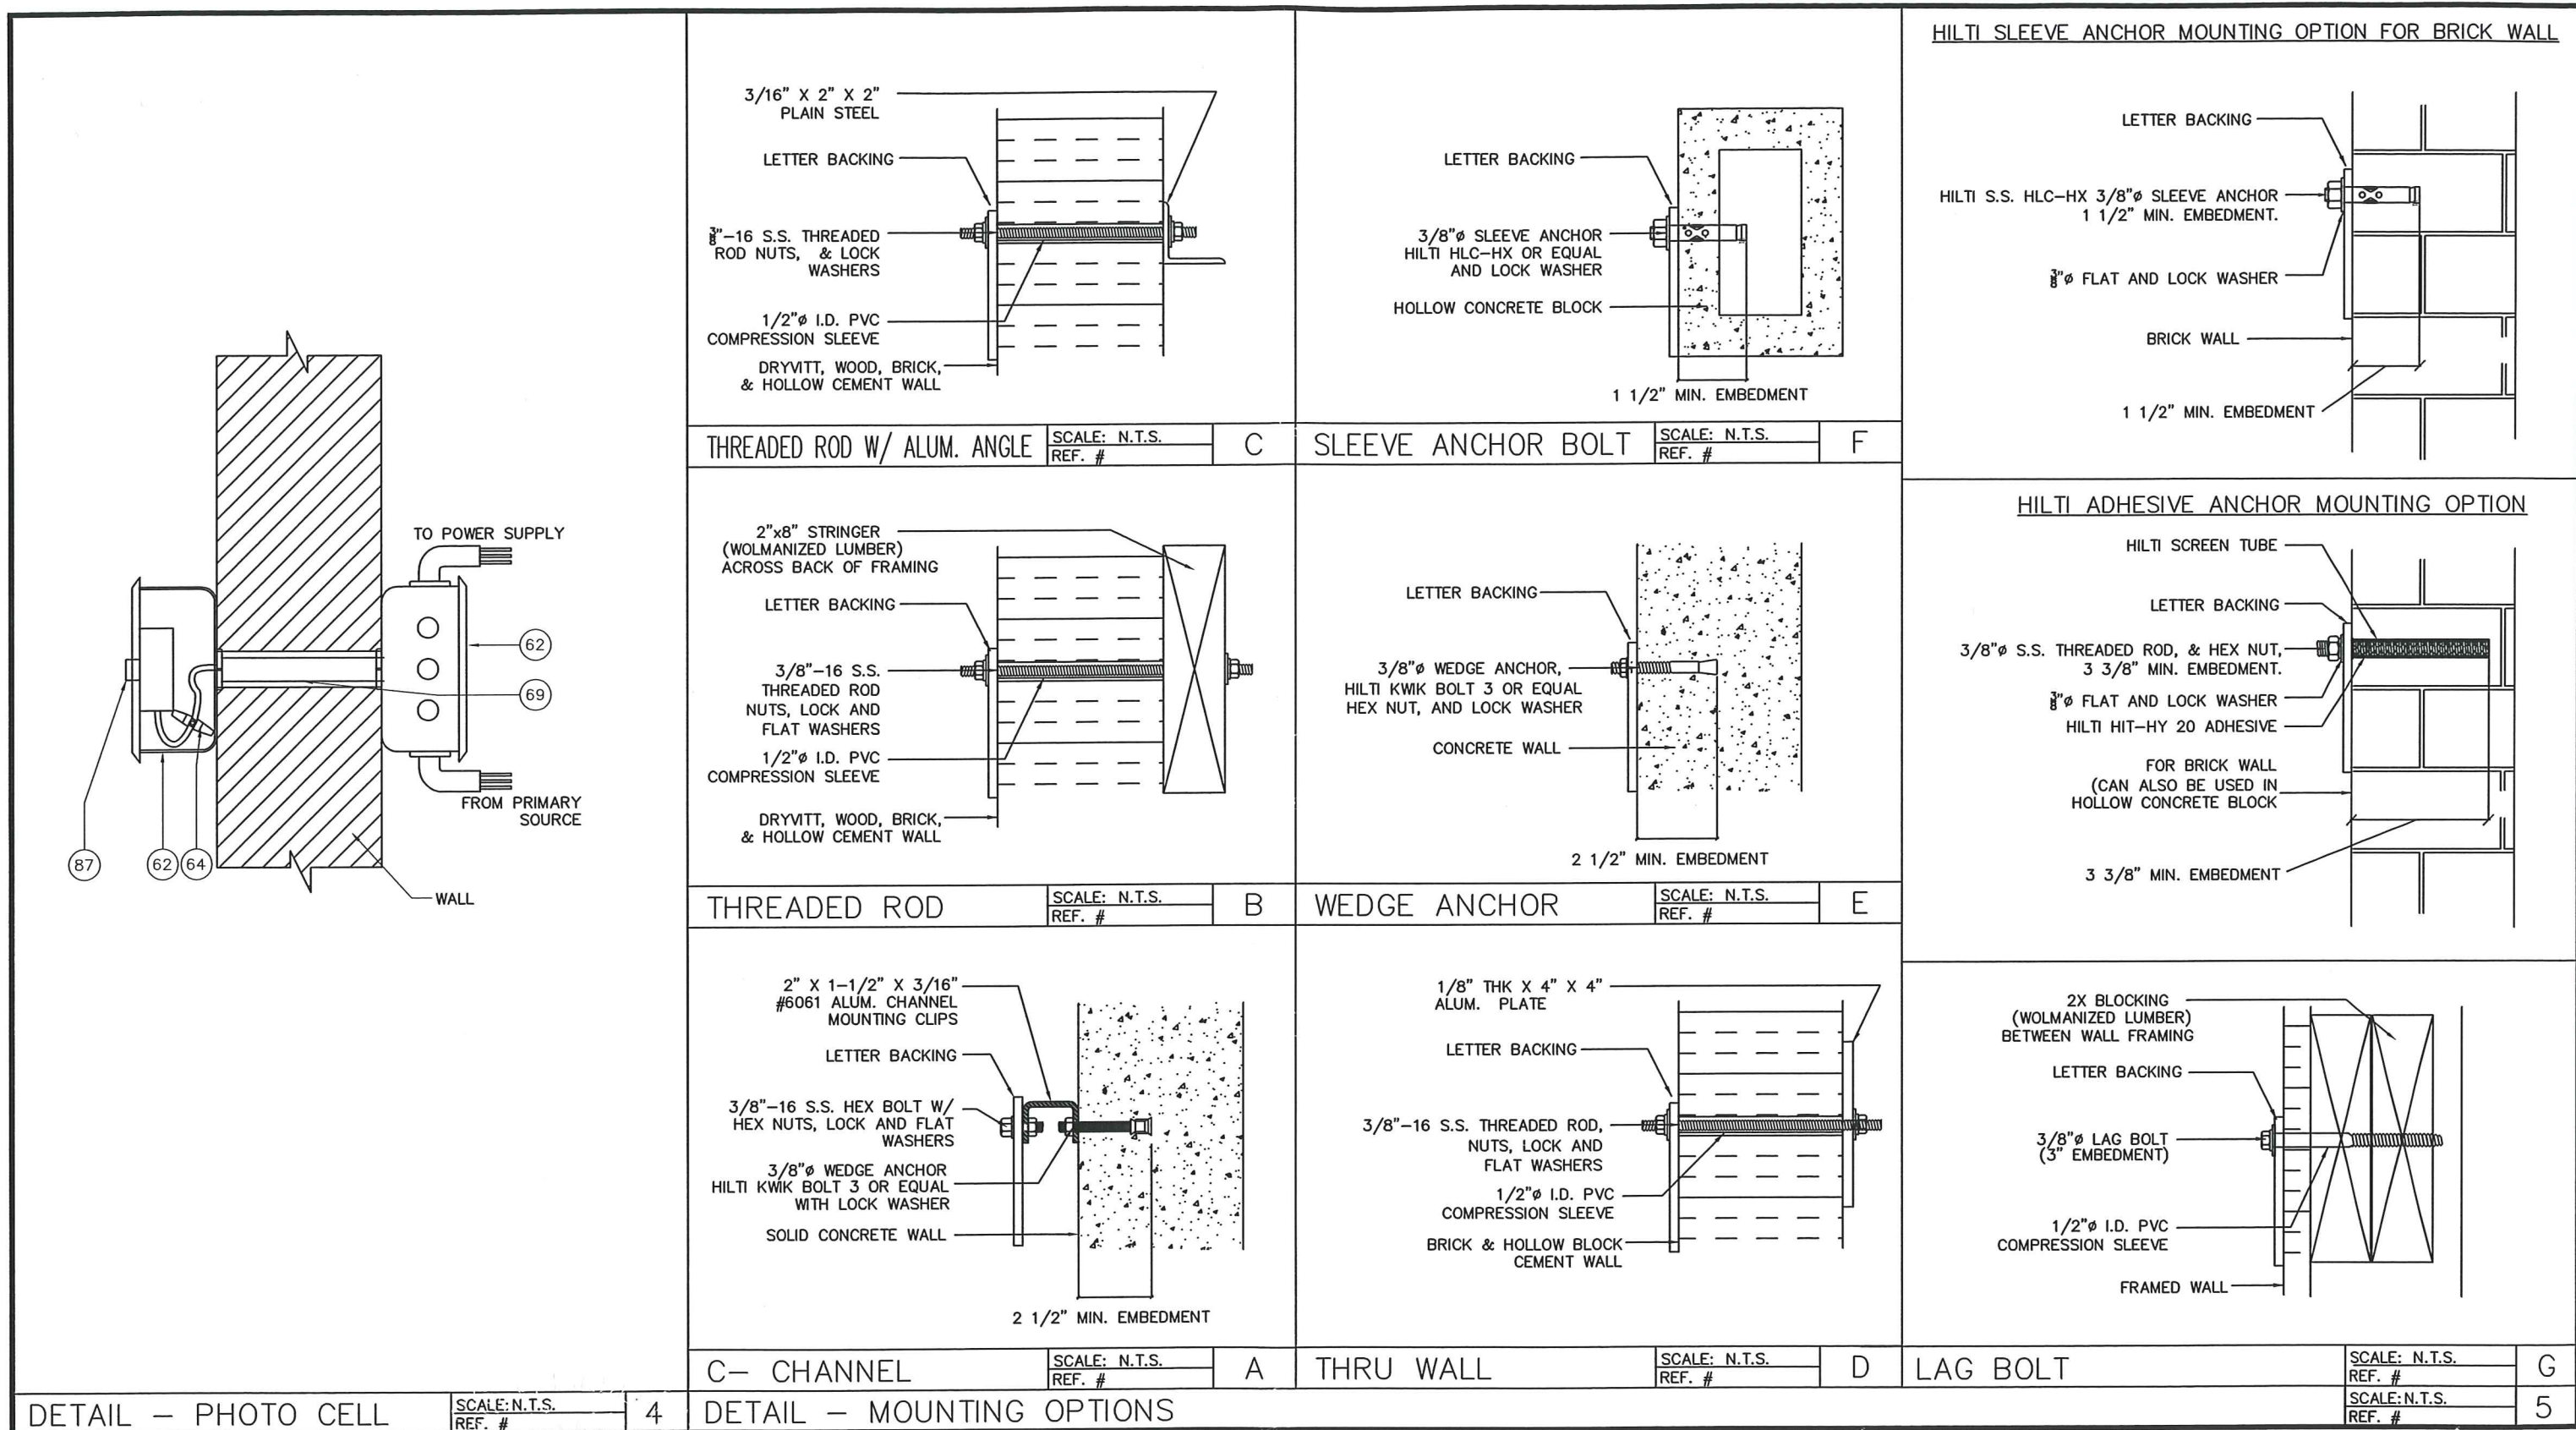 TO POWER SUPPLY
62
69
FROM PRIMARY
SOURCE
87
62
64
WALL
DETAIL – PHOTO CELL
SCALE: N.T.S.
REF. #
4
3/16" X 2" X 2"
PLAIN STEEL
LETTER BACKING
3/8"–16 S.S. THREADED
ROD NUTS, & LOCK
WASHERS
1/2"ø I.D. PVC
COMPRESSION SLEEVE
DRYVITT, WOOD, BRICK,
& HOLLOW CEMENT WALL
THREADED ROD W/ ALUM. ANGLE
SCALE: N.T.S.
REF. #
C
2"x8" STRINGER
(WOLMANIZED LUMBER)
ACROSS BACK OF FRAMING
LETTER BACKING
3/8"–16 S.S.
THREADED ROD
NUTS, LOCK AND
FLAT WASHERS
1/2"ø I.D. PVC
COMPRESSION SLEEVE
DRYVITT, WOOD, BRICK,
& HOLLOW CEMENT WALL
THREADED ROD
SCALE: N.T.S.
REF. #
B
2" X 1–1/2" X 3/16"
#6061 ALUM. CHANNEL
MOUNTING CLIPS
LETTER BACKING
3/8"–16 S.S. HEX BOLT W/
HEX NUTS, LOCK AND FLAT
WASHERS
3/8"ø WEDGE ANCHOR
HILTI KWIK BOLT 3 OR EQUAL
WITH LOCK WASHER
SOLID CONCRETE WALL
2 1/2" MIN. EMBEDMENT
C– CHANNEL
SCALE: N.T.S.
REF. #
A
LETTER BACKING
3/8"ø SLEEVE ANCHOR
HILTI HLC–HX OR EQUAL
AND LOCK WASHER
HOLLOW CONCRETE BLOCK
1 1/2" MIN. EMBEDMENT
SLEEVE ANCHOR BOLT
SCALE: N.T.S.
REF. #
F
LETTER BACKING
3/8"ø WEDGE ANCHOR,
HILTI KWIK BOLT 3 OR EQUAL
HEX NUT, AND LOCK WASHER
CONCRETE WALL
2 1/2" MIN. EMBEDMENT
WEDGE ANCHOR
SCALE: N.T.S.
REF. #
E
1/8" THK X 4" X 4"
ALUM. PLATE
LETTER BACKING
3/8"–16 S.S. THREADED ROD,
NUTS, LOCK AND
FLAT WASHERS
1/2"ø I.D. PVC
COMPRESSION SLEEVE
BRICK & HOLLOW BLOCK
CEMENT WALL
THRU WALL
SCALE: N.T.S.
REF. #
D
HILTI SLEEVE ANCHOR MOUNTING OPTION FOR BRICK WALL
LETTER BACKING
HILTI S.S. HLC–HX 3/8"ø SLEEVE ANCHOR
1 1/2" MIN. EMBEDMENT.
3/8"ø FLAT AND LOCK WASHER
BRICK WALL
1 1/2" MIN. EMBEDMENT
HILTI ADHESIVE ANCHOR MOUNTING OPTION
HILTI SCREEN TUBE
LETTER BACKING
3/8"ø S.S. THREADED ROD, & HEX NUT,
3 3/8" MIN. EMBEDMENT.
3/8"ø FLAT AND LOCK WASHER
HILTI HIT–HY 20 ADHESIVE
FOR BRICK WALL
(CAN ALSO BE USED IN
HOLLOW CONCRETE BLOCK
3 3/8" MIN. EMBEDMENT
2X BLOCKING
(WOLMANIZED LUMBER)
BETWEEN WALL FRAMING
LETTER BACKING
3/8"ø LAG BOLT
(3" EMBEDMENT)
1/2"ø I.D. PVC
COMPRESSION SLEEVE
FRAMED WALL
LAG BOLT
SCALE: N.T.S.
REF. #
G
DETAIL – MOUNTING OPTIONS
SCALE: N.T.S.
REF. #
5